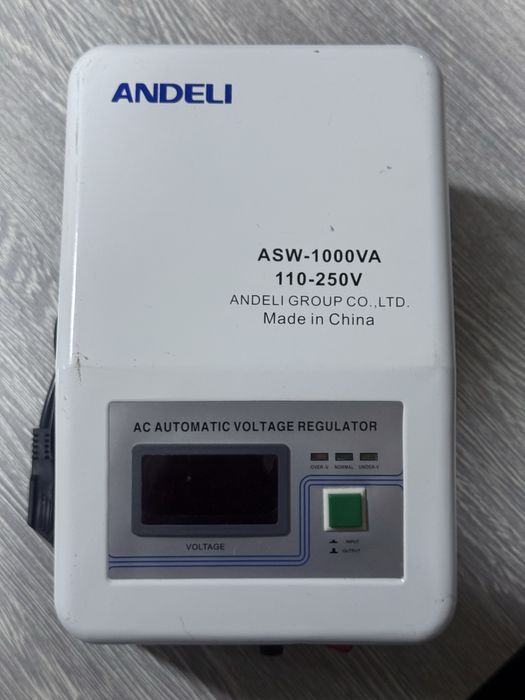 ANDELI
ASW-1000VA
110-250V
ANDELI GROUP CO.,LTD.
Made in China
AC AUTOMATIC VOLTAGE REGULATOR
OVER-V NORMAL UNDER-V
VOLTAGE
INPUT
OUTPUT